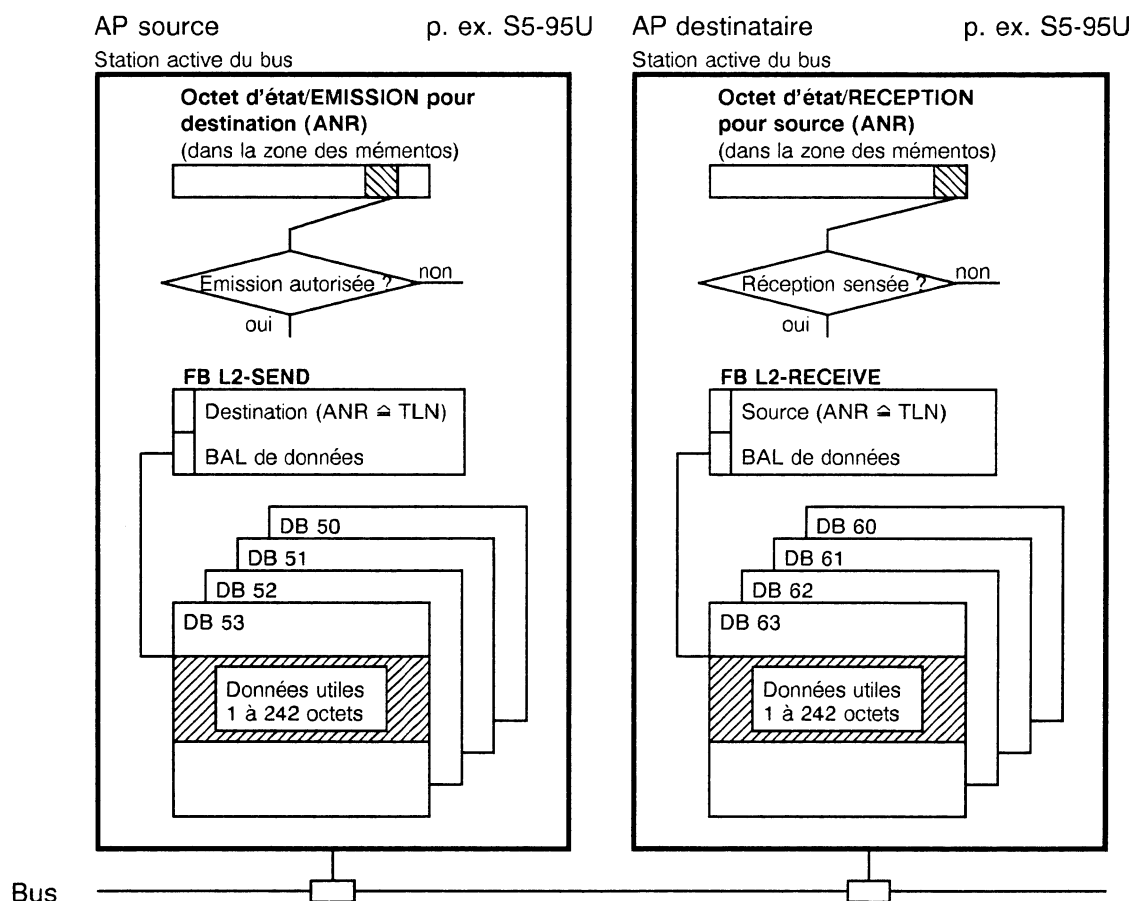 AP source p. ex. S5-95U
Station active du bus
Octet d'état/EMISSION pour
destination (ANR)
(dans la zone des mémentos)
Emission autorisée ?
non
oui
FB L2-SEND
Destination (ANR ≙ TLN)
BAL de données
DB 50
DB 51
DB 52
DB 53
Données utiles
1 à 242 octets
AP destinataire p. ex. S5-95U
Station active du bus
Octet d'état/RECEPTION
pour source (ANR)
(dans la zone des mémentos)
Réception sensée ?
non
oui
FB L2-RECEIVE
Source (ANR ≙ TLN)
BAL de données
DB 60
DB 61
DB 62
DB 63
Données utiles
1 à 242 octets
Bus